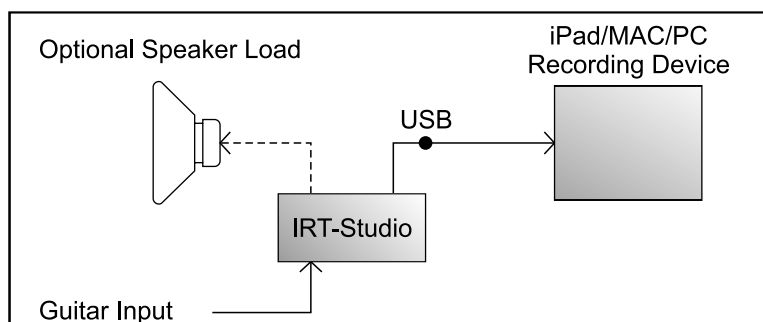 Optional Speaker Load
iPad/MAC/PC
Recording Device
USB
IRT-Studio
Guitar Input